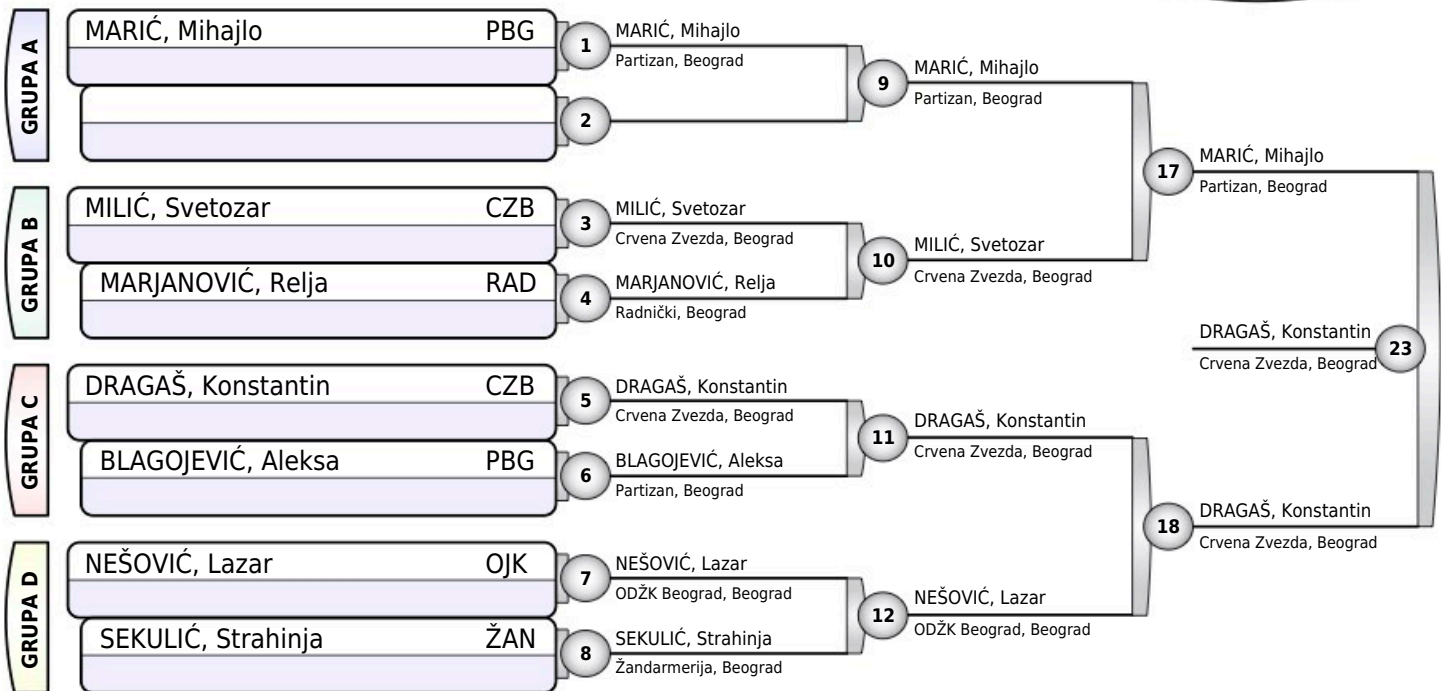 GRUPA A
MARIĆ, Mihajlo PBG
1
MARIĆ, Mihajlo
Partizan, Beograd
2
9
MARIĆ, Mihajlo
Partizan, Beograd
17
MARIĆ, Mihajlo
Partizan, Beograd
GRUPA B
MILIĆ, Svetozar CZB
3
MILIĆ, Svetozar
Crvena Zvezda, Beograd
MARJANOVIĆ, Relja RAD
4
MARJANOVIĆ, Relja
Radnički, Beograd
10
MILIĆ, Svetozar
Crvena Zvezda, Beograd
DRAGAŠ, Konstantin
Crvena Zvezda, Beograd
23
GRUPA C
DRAGAŠ, Konstantin CZB
5
DRAGAŠ, Konstantin
Crvena Zvezda, Beograd
BLAGOJEVIĆ, Aleksa PBG
6
BLAGOJEVIĆ, Aleksa
Partizan, Beograd
11
DRAGAŠ, Konstantin
Crvena Zvezda, Beograd
18
DRAGAŠ, Konstantin
Crvena Zvezda, Beograd
GRUPA D
NEŠOVIĆ, Lazar OJK
7
NEŠOVIĆ, Lazar
ODŽK Beograd, Beograd
SEKULIĆ, Strahinja ŽAN
8
SEKULIĆ, Strahinja
Žandarmerija, Beograd
12
NEŠOVIĆ, Lazar
ODŽK Beograd, Beograd